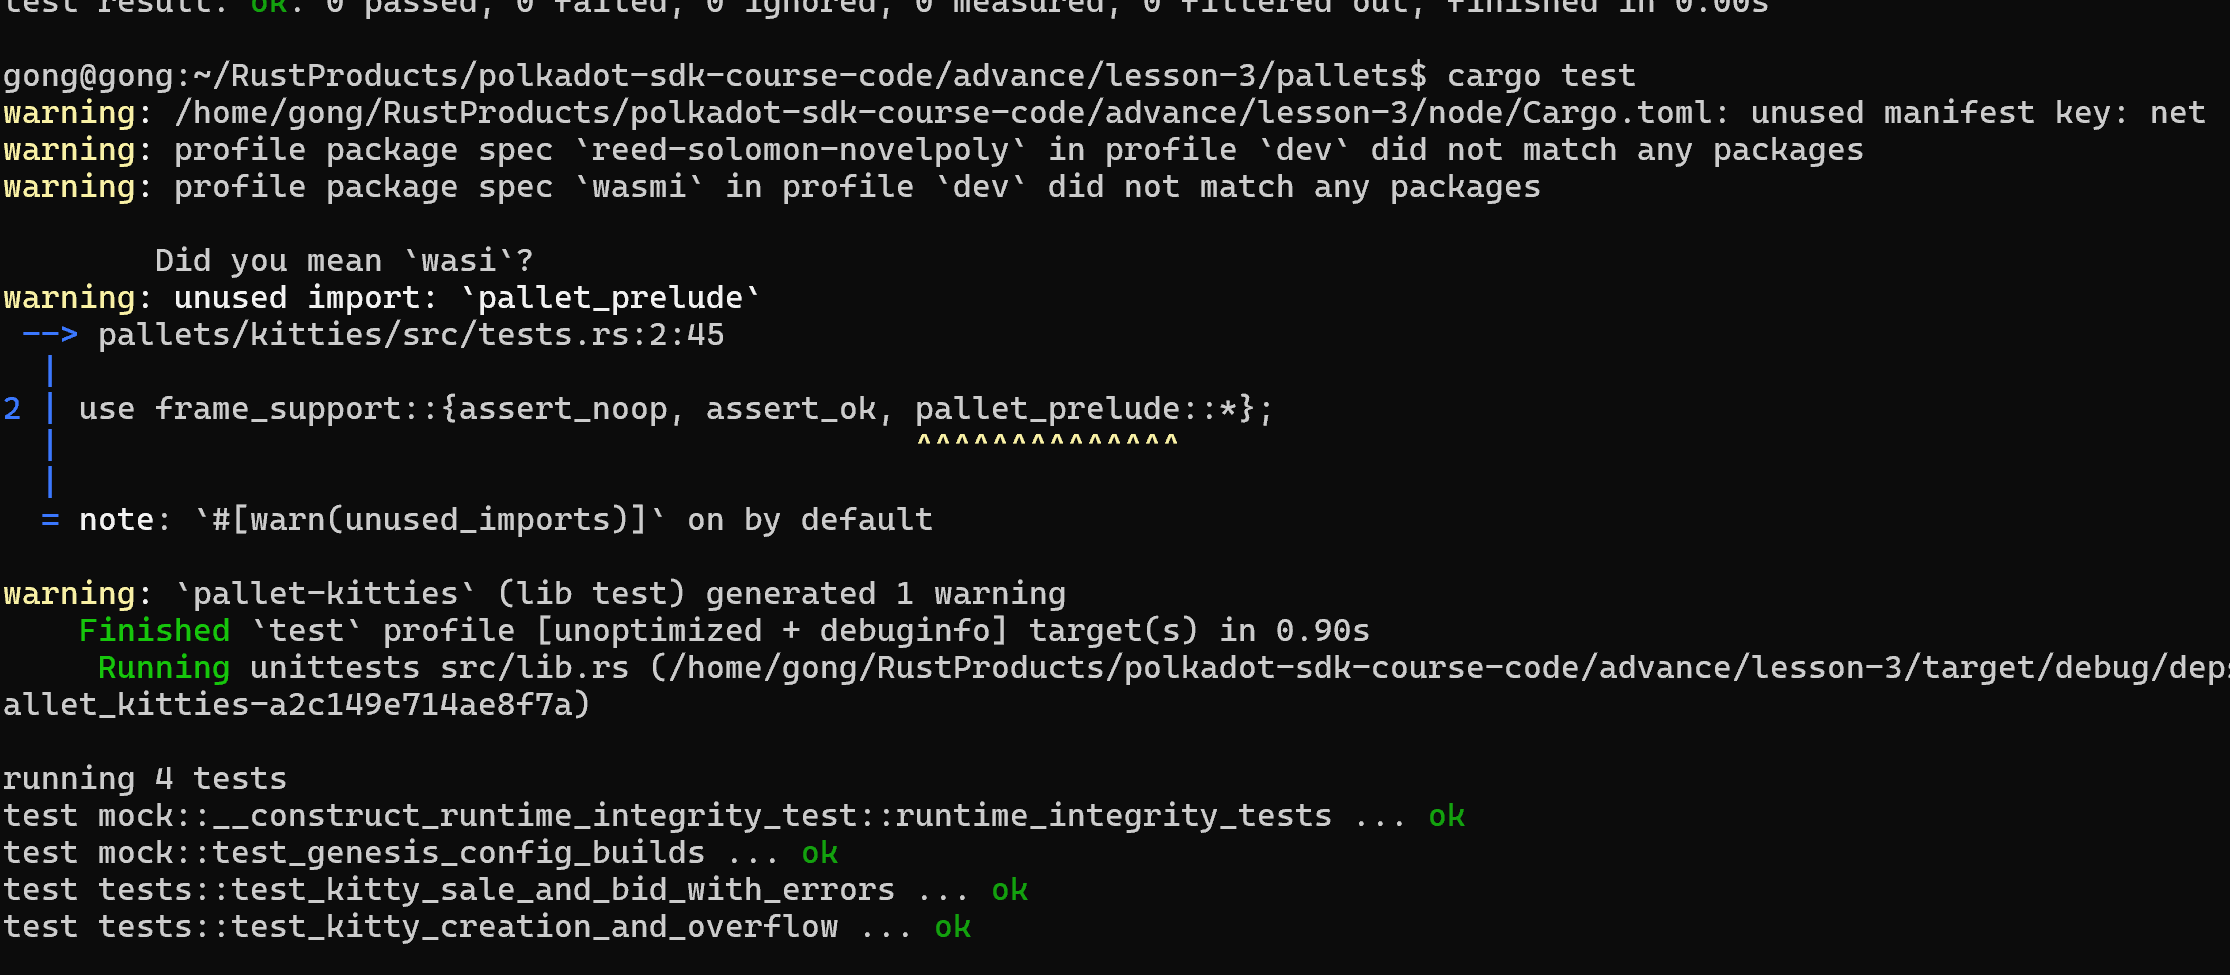 test result: ok. 0 passed; 0 failed; 0 ignored; 0 measured; 0 filtered out; finished in 0.00s
gong@gong:~/RustProducts/polkadot-sdk-course-code/advance/lesson-3/pallets$ cargo test
warning: /home/gong/RustProducts/polkadot-sdk-course-code/advance/lesson-3/node/Cargo.toml: unused manifest key: net
warning: profile package spec `reed-solomon-novelpoly` in profile `dev` did not match any packages
warning: profile package spec `wasmi` in profile `dev` did not match any packages
Did you mean `wasi`?
warning: unused import: `pallet_prelude`
--> pallets/kitties/src/tests.rs:2:45
|
2 | use frame_support::{assert_noop, assert_ok, pallet_prelude::*};
| ^^^^^^^^^^^^^^
|
= note: `#[warn(unused_imports)]` on by default
warning: `pallet-kitties` (lib test) generated 1 warning
Finished `test` profile [unoptimized + debuginfo] target(s) in 0.90s
Running unittests src/lib.rs (/home/gong/RustProducts/polkadot-sdk-course-code/advance/lesson-3/target/debug/deps
allet_kitties-a2c149e714ae8f7a)
running 4 tests
test mock::__construct_runtime_integrity_test::runtime_integrity_tests ... ok
test mock::test_genesis_config_builds ... ok
test tests::test_kitty_sale_and_bid_with_errors ... ok
test tests::test_kitty_creation_and_overflow ... ok